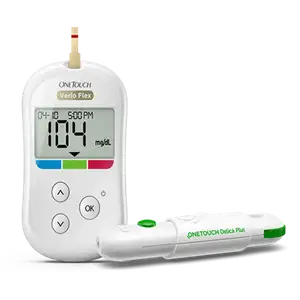 ONETOUCH
Verio Flex
04-10 5:00PM
104
mg/dL
OK
ONETOUCH Delica Plus